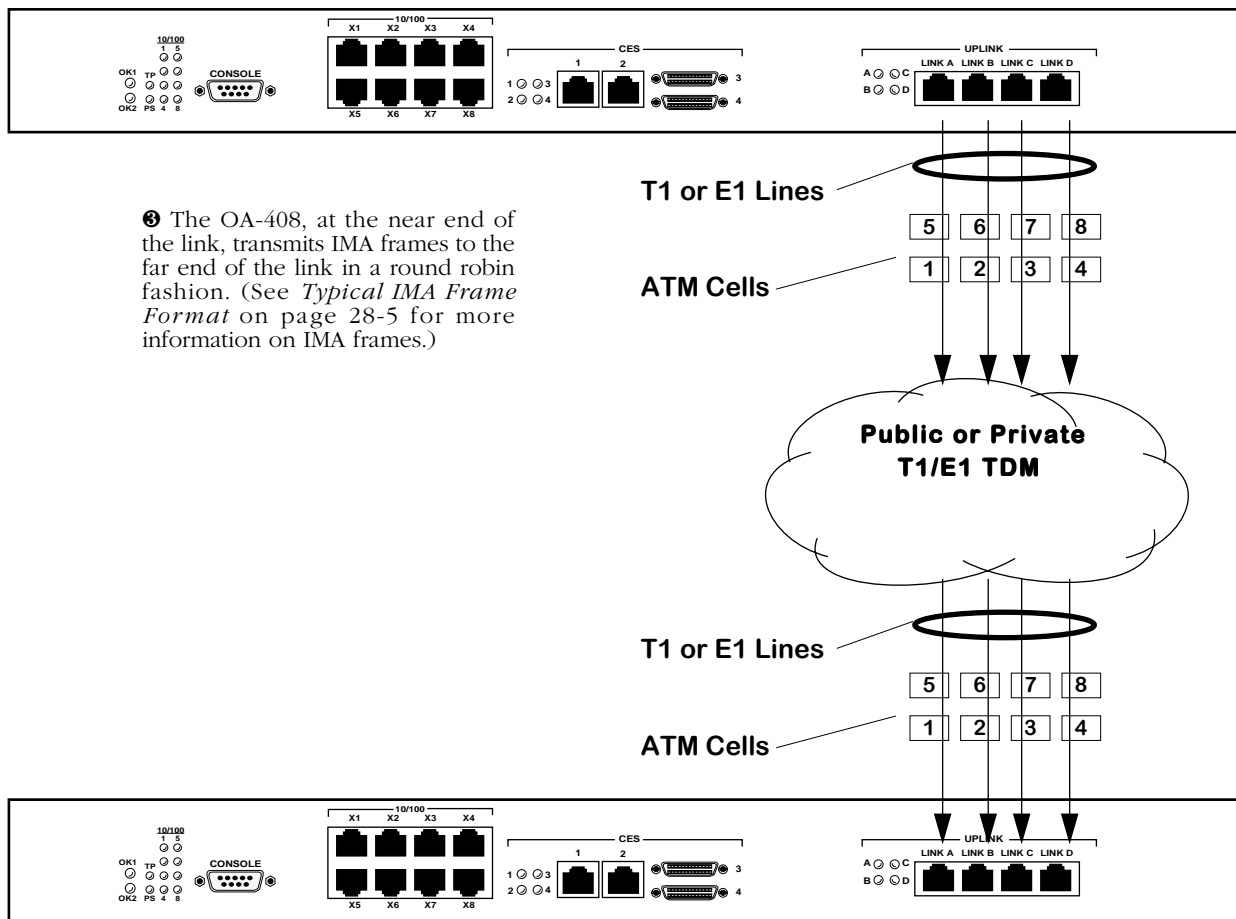 10/100
X1 X2 X3 X4
10/100
1 5
OK1 TP
CONSOLE
OK2 PS 4 8
X5 X6 X7 X8
CES
1 2
1 3
2 4
3
4
UPLINK
LINK A LINK B LINK C LINK D
A C
B D
T1 or E1 Lines
❸ The OA-408, at the near end of
the link, transmits IMA frames to the
far end of the link in a round robin
fashion. (See Typical IMA Frame
Format on page 28-5 for more
information on IMA frames.)
5 6 7 8
1 2 3 4
ATM Cells
Public or Private
T1/E1 TDM
T1 or E1 Lines
5 6 7 8
1 2 3 4
ATM Cells
10/100
X1 X2 X3 X4
10/100
1 5
OK1 TP
CONSOLE
OK2 PS 4 8
X5 X6 X7 X8
CES
1 2
1 3
2 4
3
4
UPLINK
LINK A LINK B LINK C LINK D
A C
B D